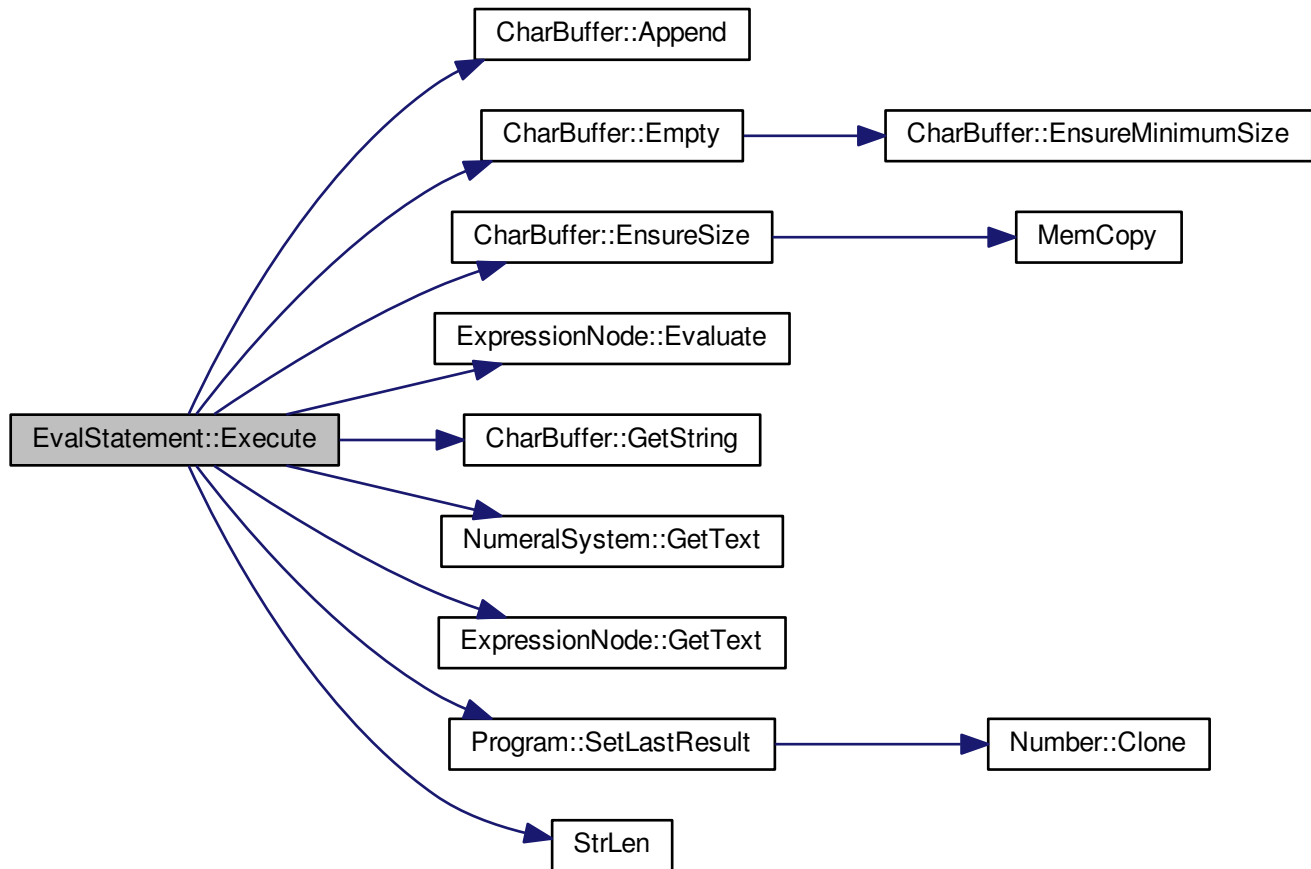 CharBuffer::Append
CharBuffer::Empty
CharBuffer::EnsureMinimumSize
CharBuffer::EnsureSize
MemCopy
ExpressionNode::Evaluate
EvalStatement::Execute
CharBuffer::GetString
NumeralSystem::GetText
ExpressionNode::GetText
Program::SetLastResult
Number::Clone
StrLen